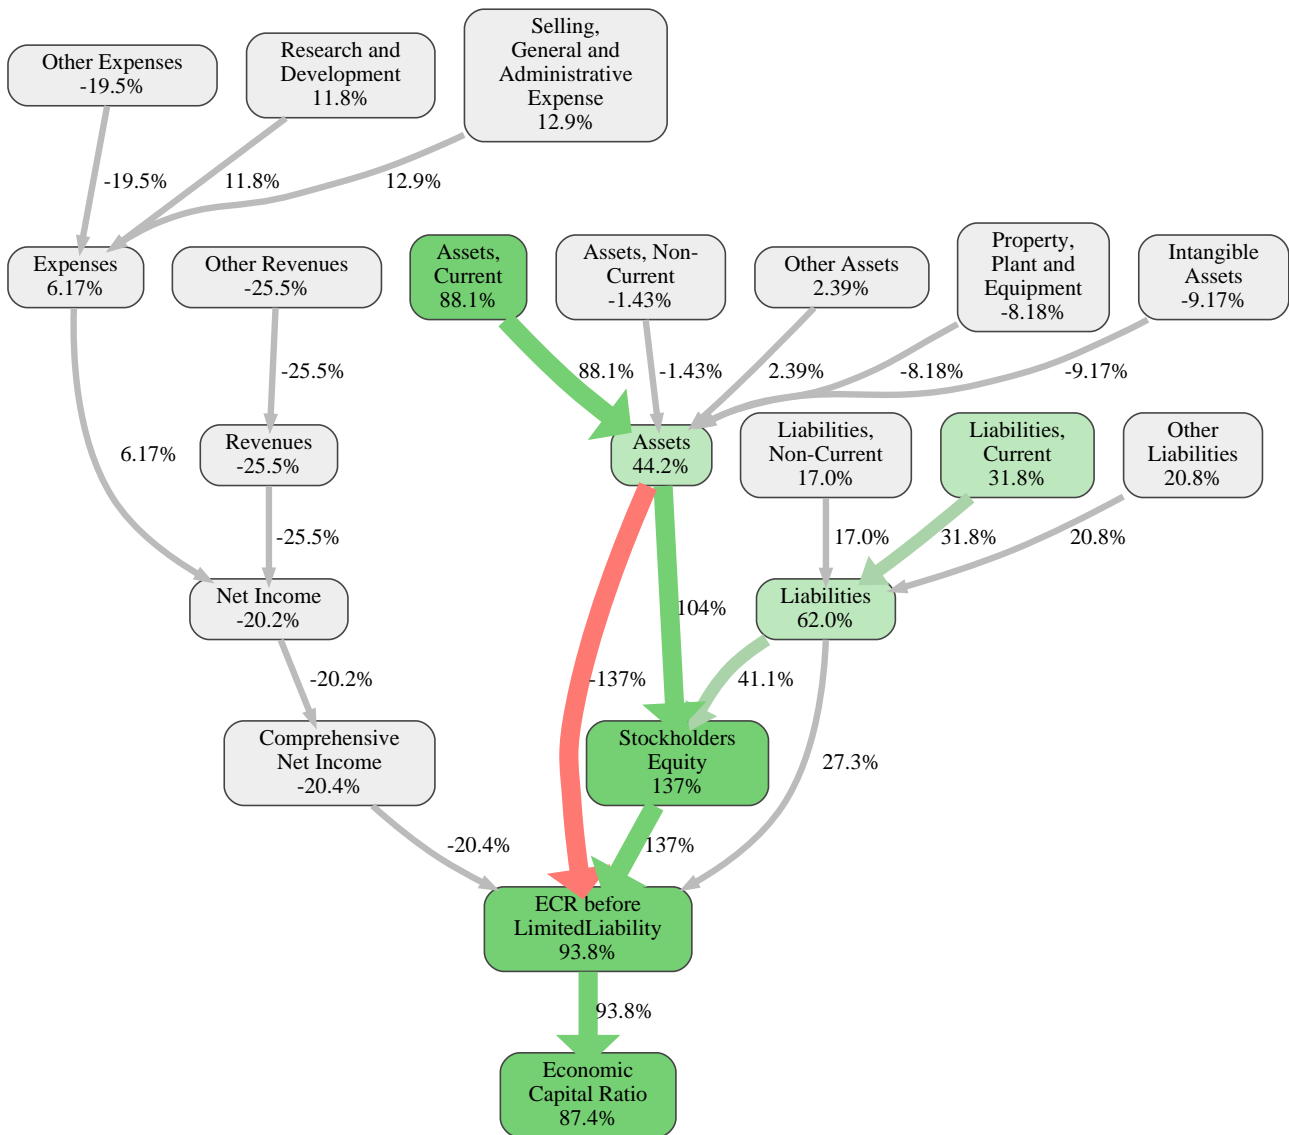 Other Expenses
-19.5%
Research and
Development
11.8%
Selling,
General and
Administrative
Expense
12.9%
-19.5%
11.8%
12.9%
Expenses
6.17%
Other Revenues
-25.5%
Assets,
Current
88.1%
Assets, Non-
Current
-1.43%
Other Assets
2.39%
Property,
Plant and
Equipment
-8.18%
Intangible
Assets
-9.17%
-25.5%
88.1%
-1.43%
2.39%
-8.18%
-9.17%
6.17%
Revenues
-25.5%
Assets
44.2%
Liabilities,
Non-Current
17.0%
Liabilities,
Current
31.8%
Other
Liabilities
20.8%
-25.5%
17.0%
31.8%
20.8%
Net Income
-20.2%
104%
Liabilities
62.0%
-20.2%
-137%
41.1%
Comprehensive
Net Income
-20.4%
Stockholders
Equity
137%
27.3%
-20.4%
137%
ECR before
LimitedLiability
93.8%
93.8%
Economic
Capital Ratio
87.4%